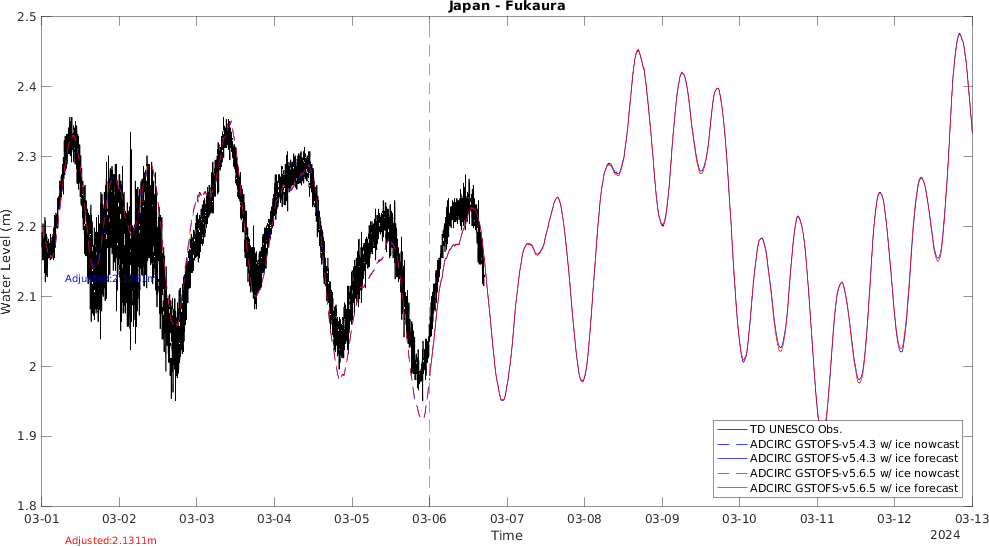 Japan - Fukaura
2.5
2.4
2.3
2.2
2.1
2
1.9
1.8
Water Level (m)
Adjusted:2
TD UNESCO Obs.
ADCIRC GSTOFS-v5.4.3 w/ ice nowcast
ADCIRC GSTOFS-v5.4.3 w/ ice forecast
ADCIRC GSTOFS-v5.6.5 w/ ice nowcast
ADCIRC GSTOFS-v5.6.5 w/ ice forecast
03-01 03-02 03-03 03-04 03-05 03-06 03-07 03-08 03-09 03-10 03-11 03-12 03-13
Time
2024
Adjusted:2.1311m